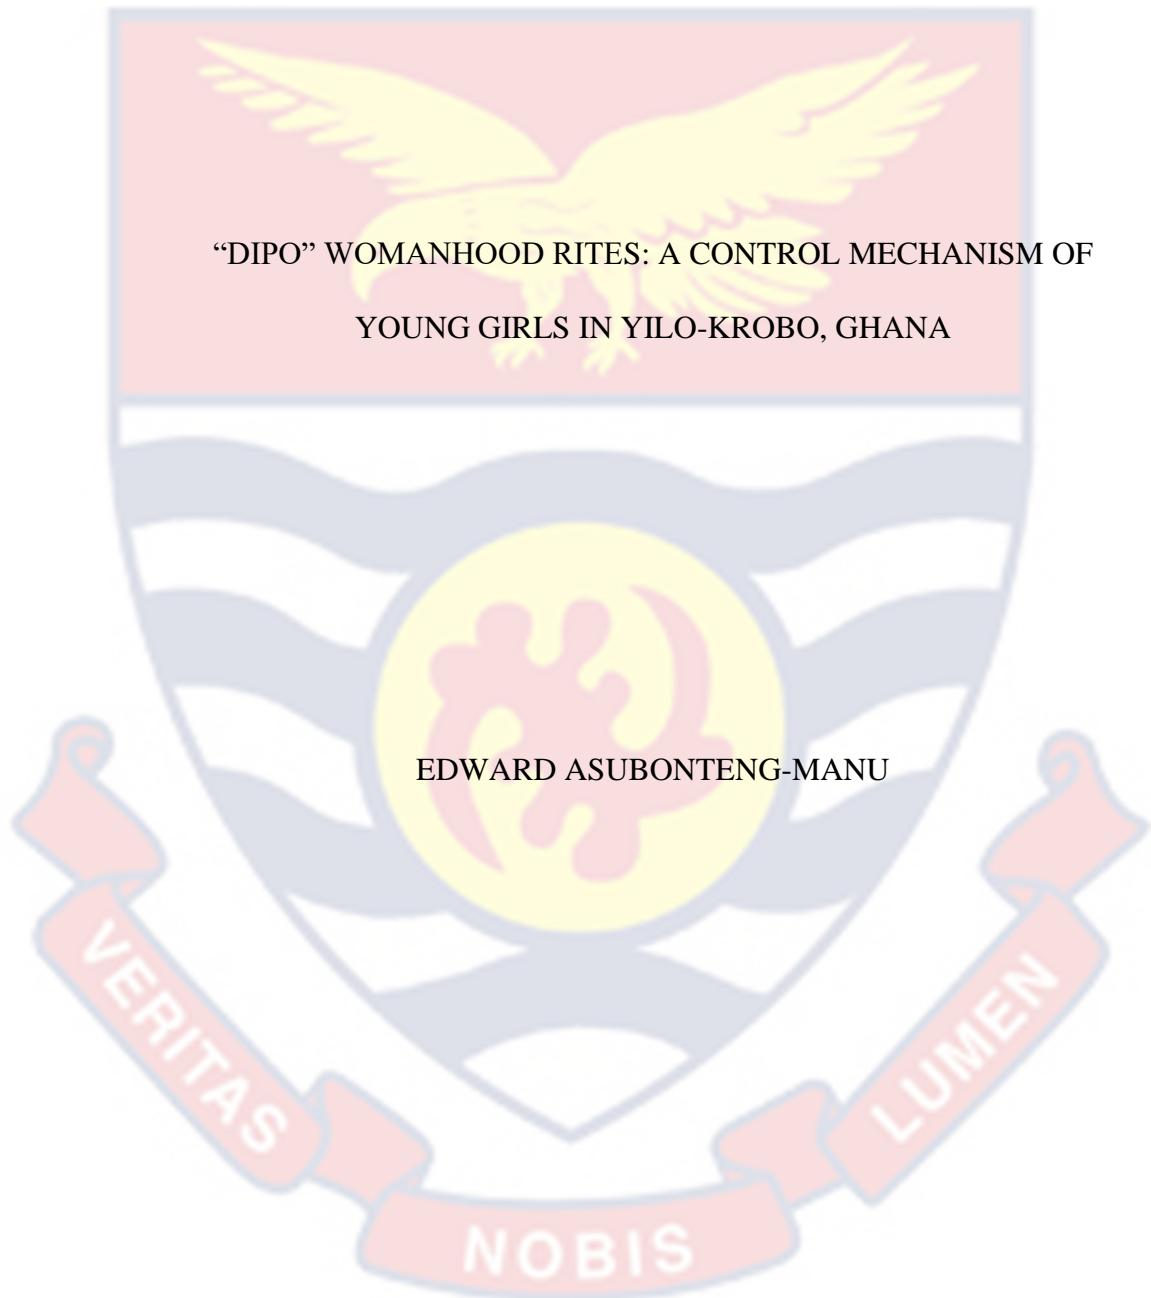 “DIPO” WOMANHOOD RITES: A CONTROL MECHANISM OF
YOUNG GIRLS IN YILO-KROBO, GHANA
EDWARD ASUBONTENG-MANU
VERITAS
NOBIS
LUMEN